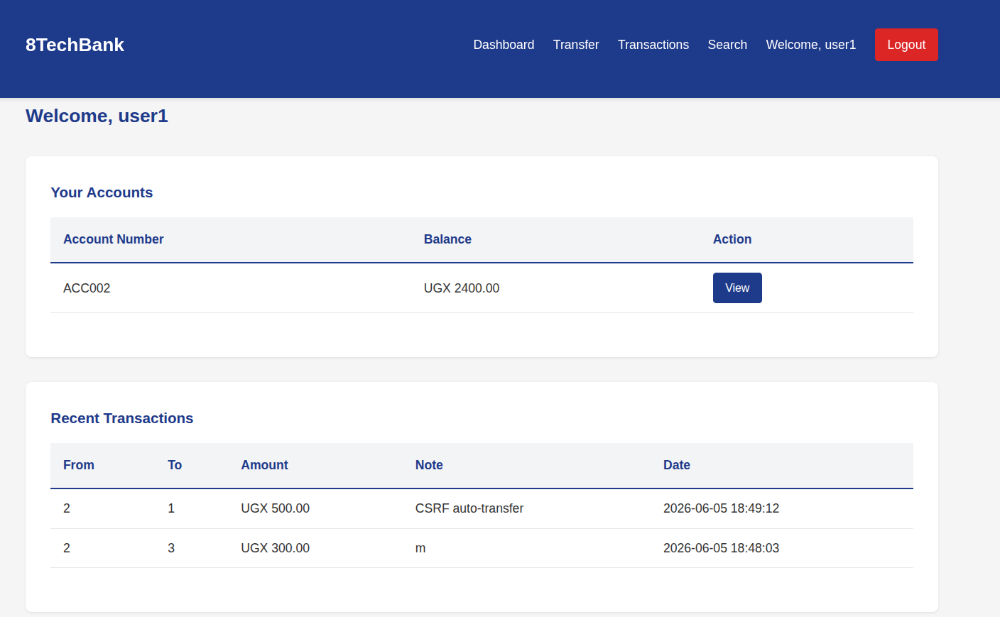 8TechBank
Dashboard Transfer Transactions Search Welcome, user1 Logout
Welcome, user1
Your Accounts
Account Number Balance Action
ACC002 UGX 2400.00 View
Recent Transactions
From To Amount Note Date
2 1 UGX 500.00 CSRF auto-transfer 2026-06-05 18:49:12
2 3 UGX 300.00 m 2026-06-05 18:48:03